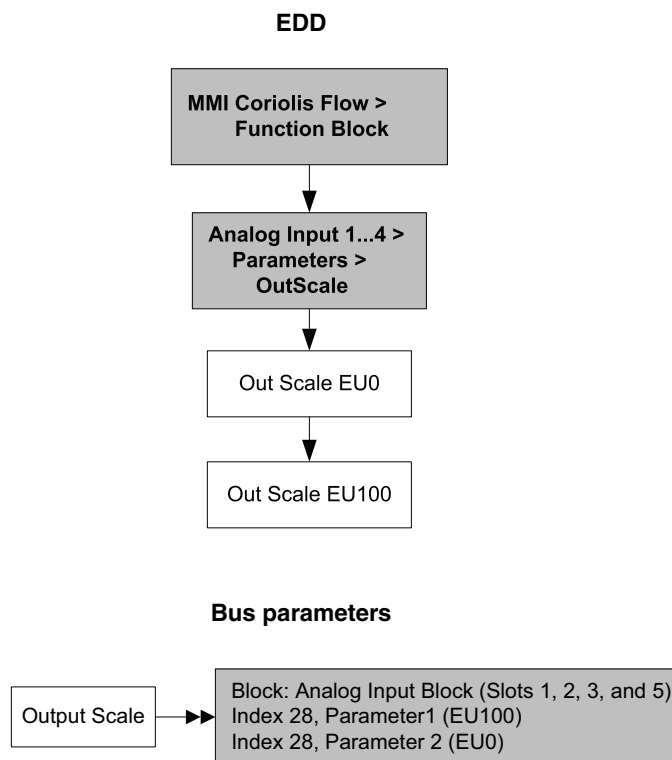 EDD
MMI Coriolis Flow >
Function Block
Analog Input 1...4 >
Parameters >
OutScale
Out Scale EU0
Out Scale EU100
Bus parameters
Output Scale
Block: Analog Input Block (Slots 1, 2, 3, and 5)
Index 28, Parameter1 (EU100)
Index 28, Parameter 2 (EU0)